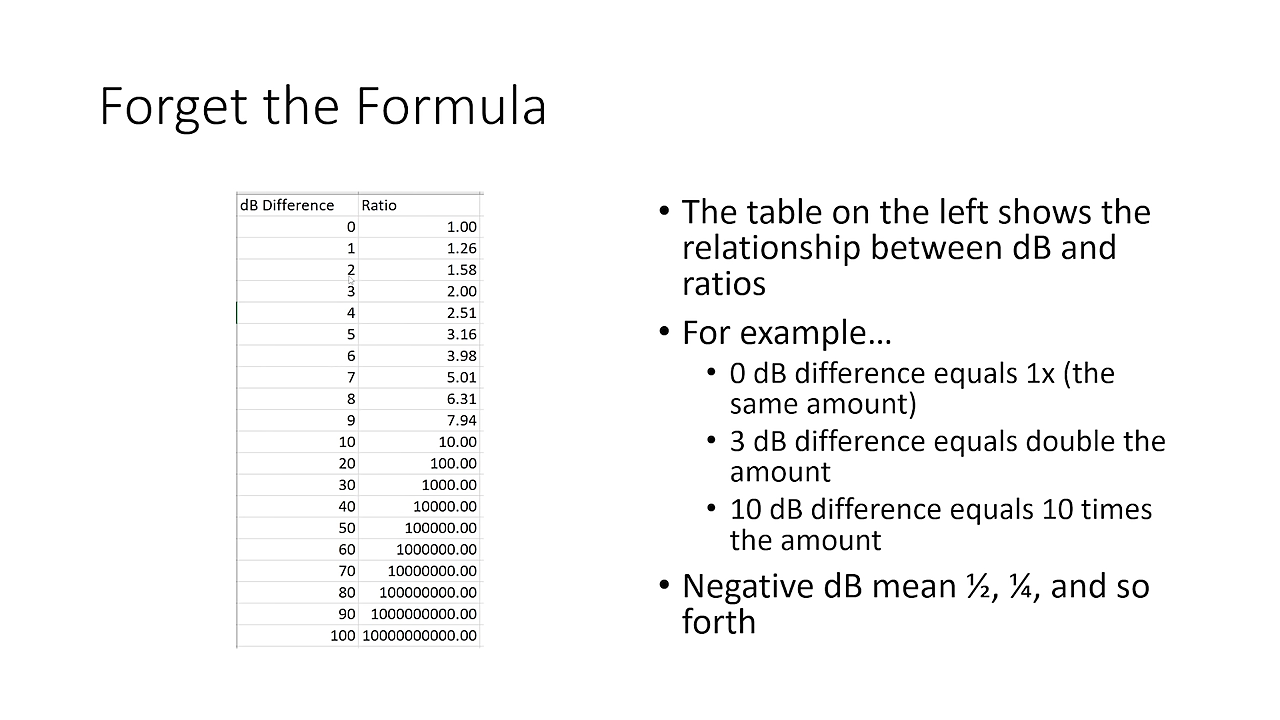 Forget the Formula
dB Difference Ratio
0 1.00
1 1.26
2 1.58
3 2.00
4 2.51
5 3.16
6 3.98
7 5.01
8 6.31
9 7.94
10 10.00
20 100.00
30 1000.00
40 10000.00
50 100000.00
60 1000000.00
70 10000000.00
80 100000000.00
90 1000000000.00
100 10000000000.00
• The table on the left shows the
relationship between dB and
ratios
• For example...
• 0 dB difference equals 1x (the
same amount)
• 3 dB difference equals double the
amount
• 10 dB difference equals 10 times
the amount
• Negative dB mean ½, ¼, and so
forth